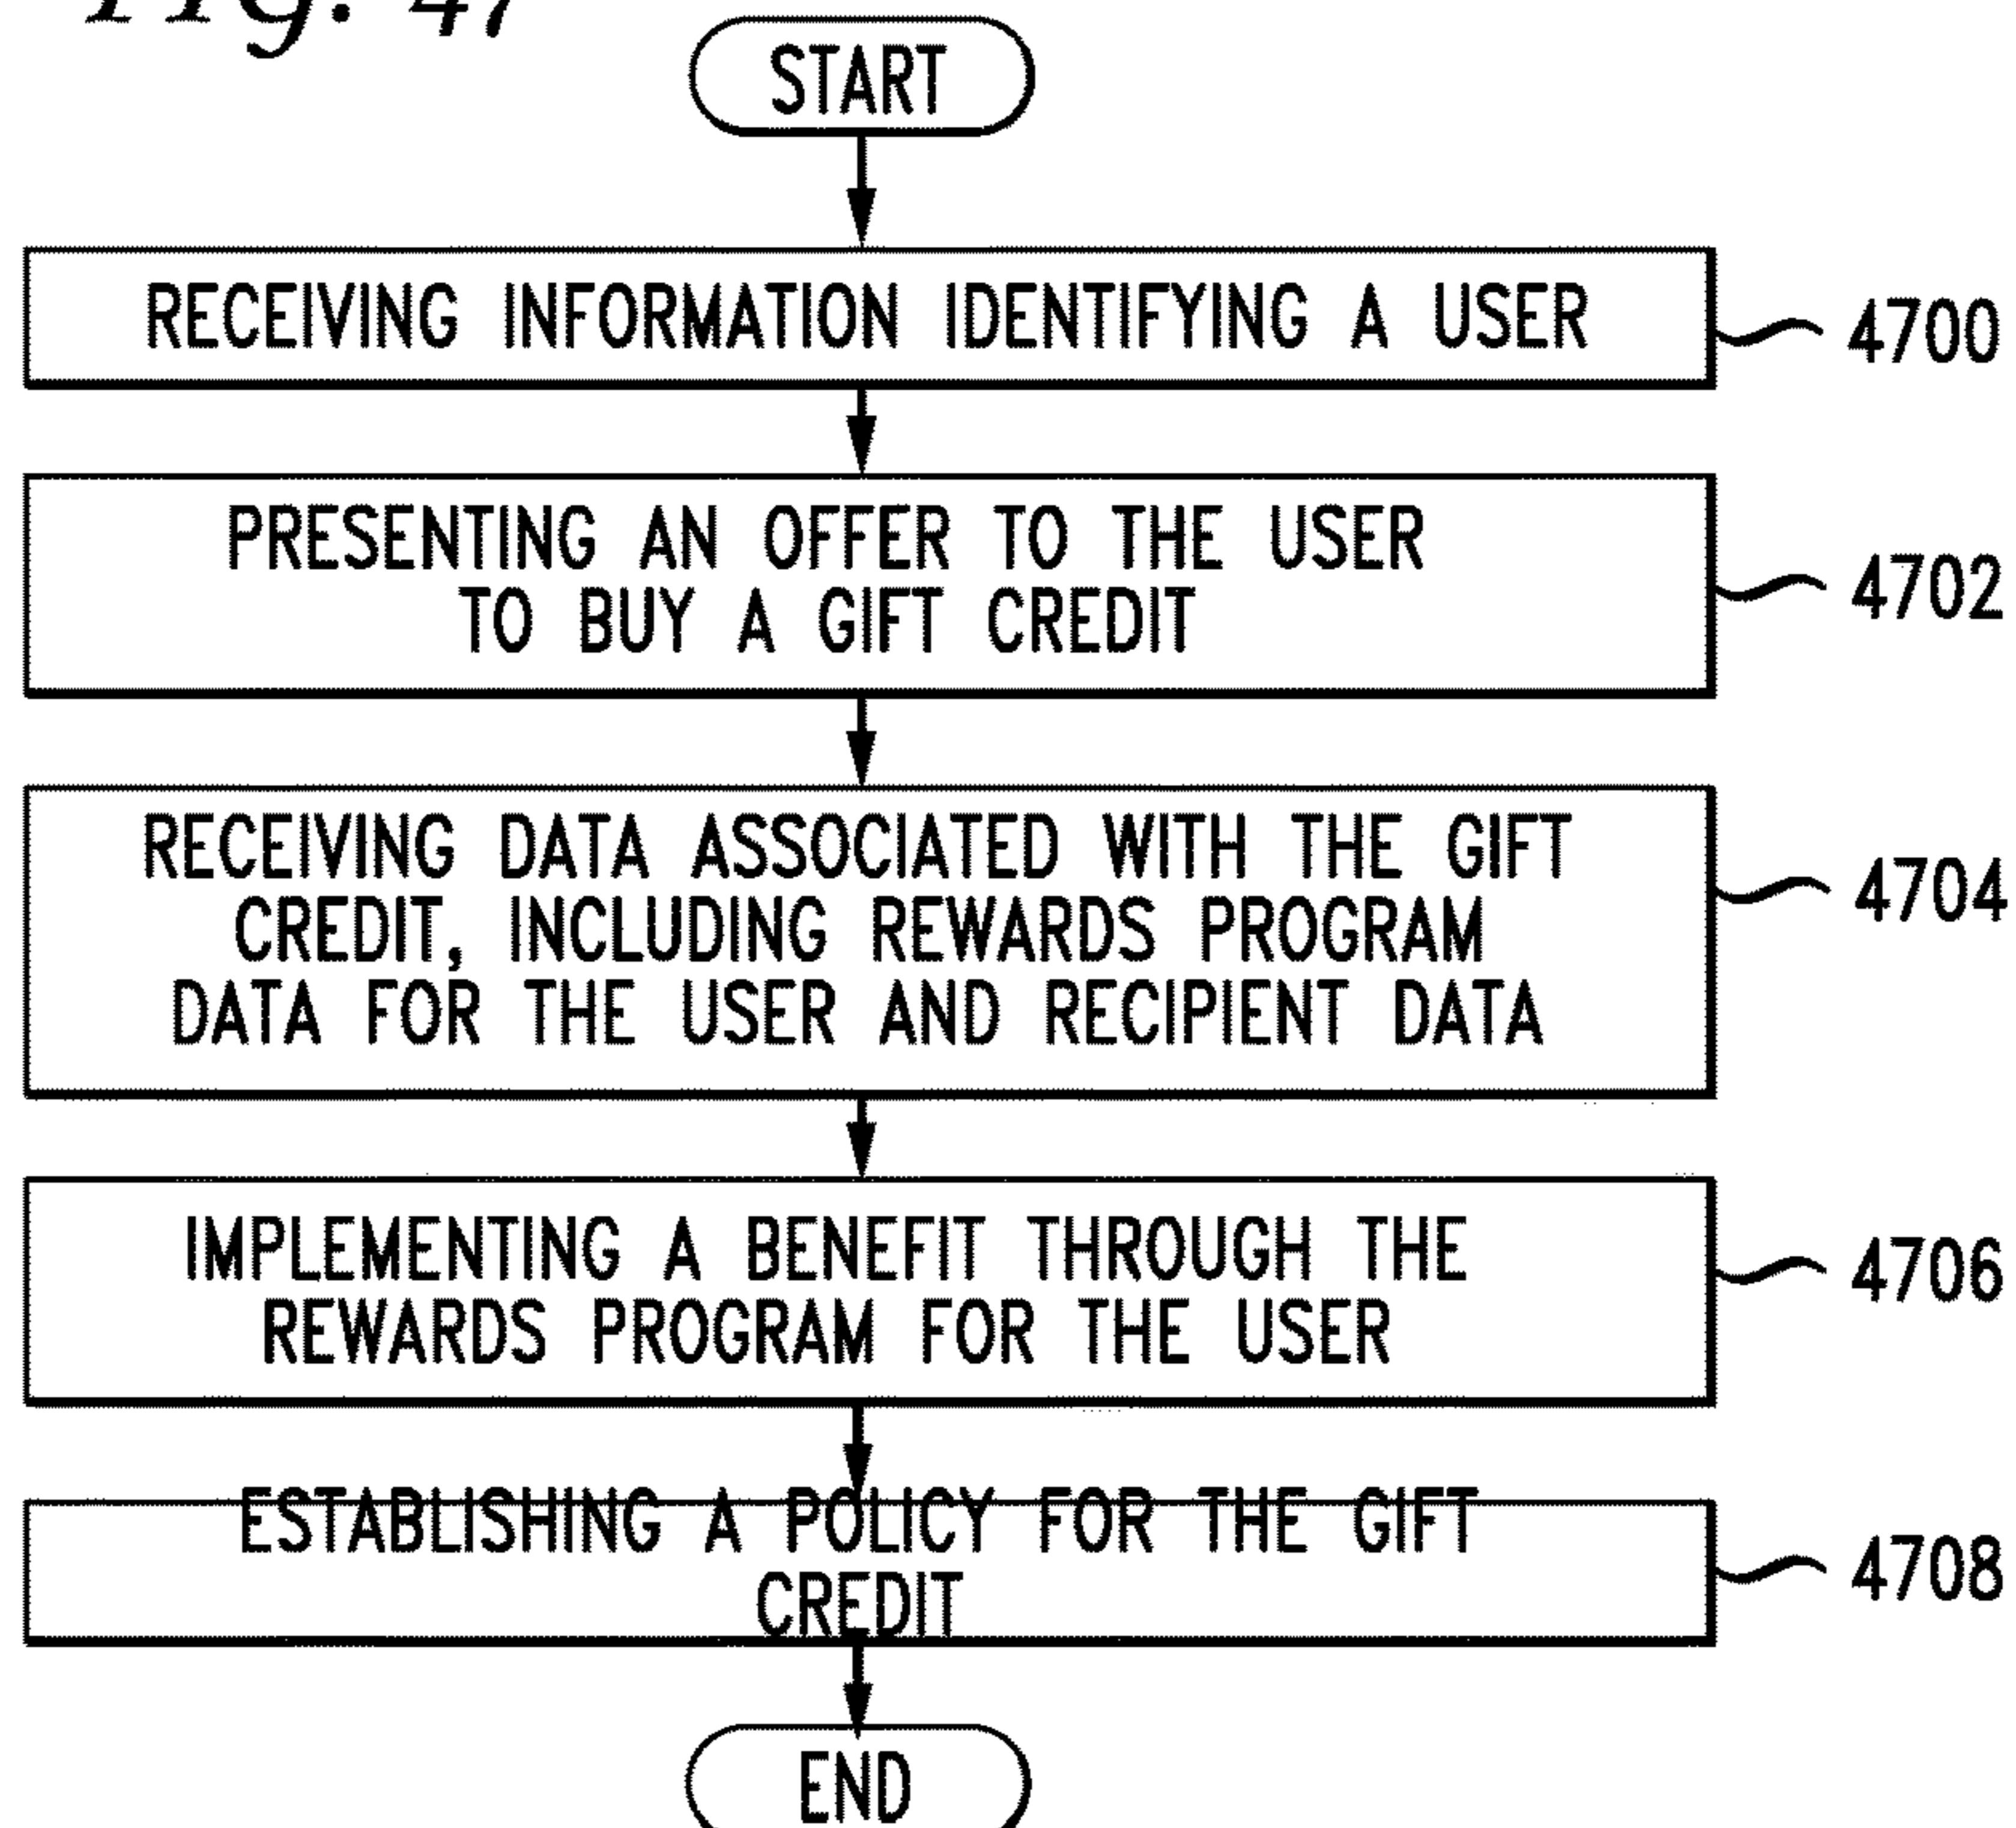 FIG. 47
START
RECEIVING INFORMATION IDENTIFYING A USER
4700
PRESENTING AN OFFER TO THE USER
TO BUY A GIFT CREDIT
4702
RECEIVING DATA ASSOCIATED WITH THE GIFT
CREDIT, INCLUDING REWARDS PROGRAM
DATA FOR THE USER AND RECIPIENT DATA
4704
IMPLEMENTING A BENEFIT THROUGH THE
REWARDS PROGRAM FOR THE USER
4706
ESTABLISHING A POLICY FOR THE GIFT
CREDIT
4708
END